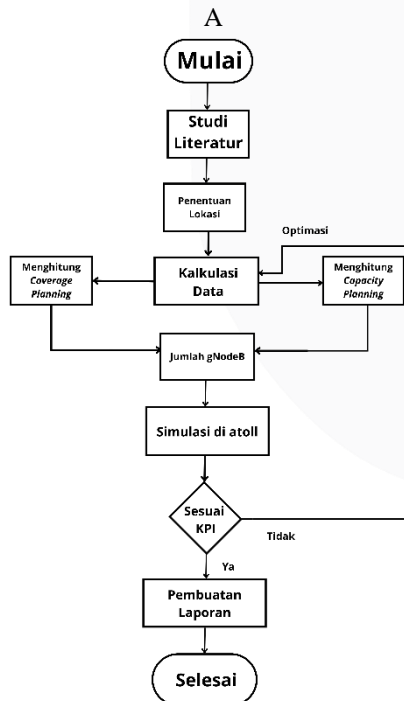 A
Mulai
Studi
Literatur
Penentuan
Lokasi
Optimasi
Menghitung
Coverage
Planning
Kalkulasi
Data
Menghitung
Capacity
Planning
Jumlah gNodeB
Simulasi di atoll
Sesuai
KPI
Tidak
Ya
Pembuatan
Laporan
Selesai